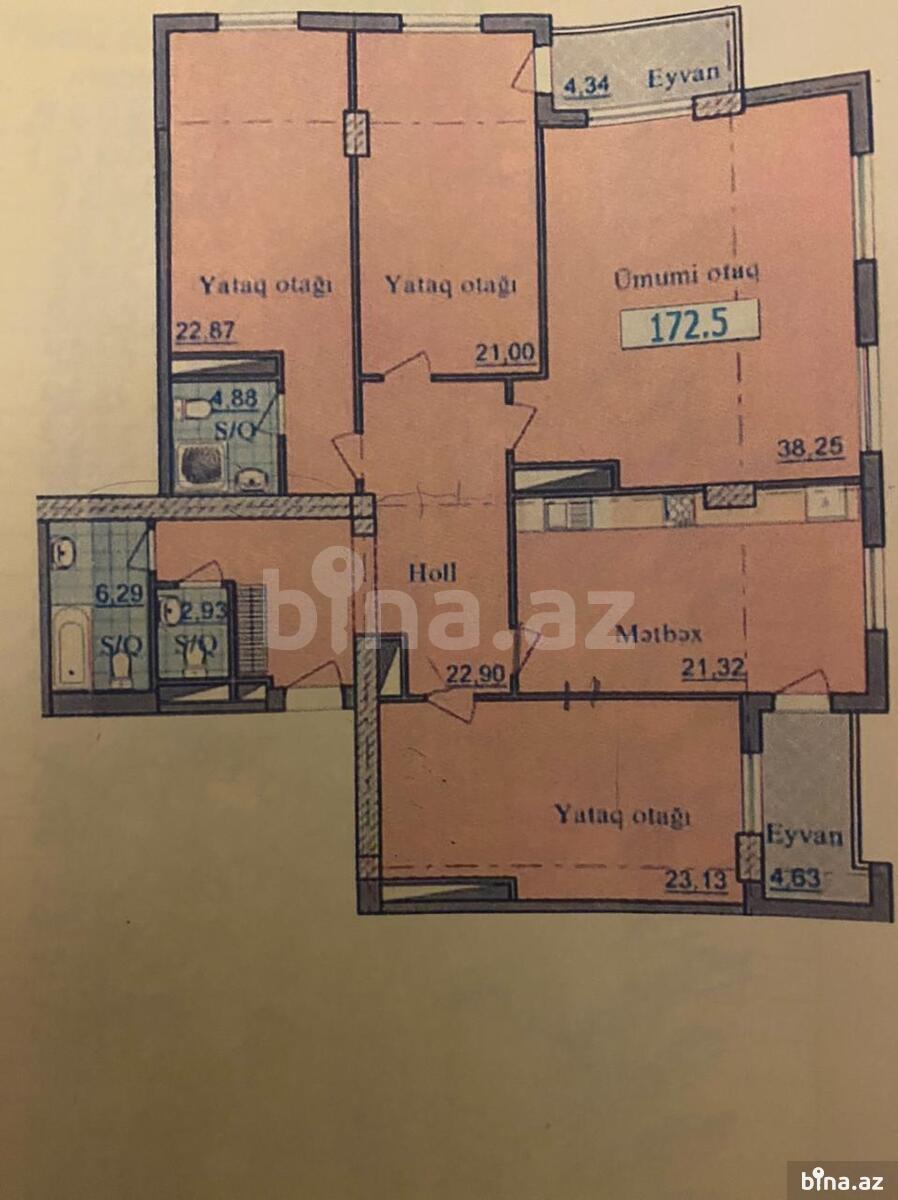 4,34 Eyvan
Yataq otağı
22,87
Yataq otağı
21,00
Ümumi otaq
172.5
38,25
4,88
S/Q
6,29
S/Q
2,93
S/Q
Holl
22,90
Mətbəx
21,32
Yataq otağı
23,13
Eyvan
4,63
bina.az
bina.az